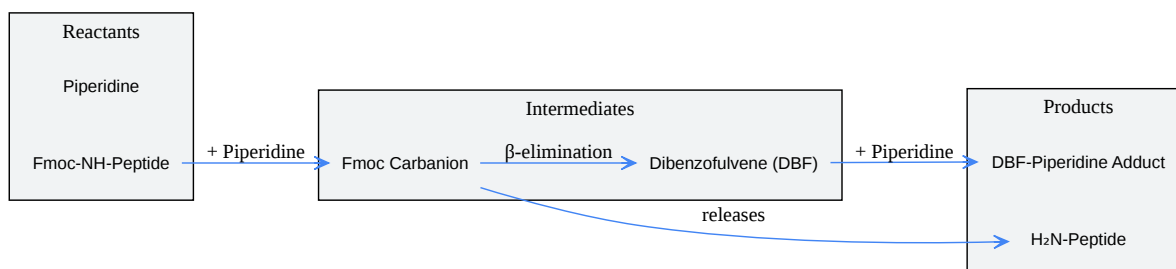 Reactants
Piperidine
Fmoc-NH-Peptide
+ Piperidine
Intermediates
Fmoc Carbanion
β-elimination
Dibenzofulvene (DBF)
+ Piperidine
releases
Products
DBF-Piperidine Adduct
H₂N-Peptide